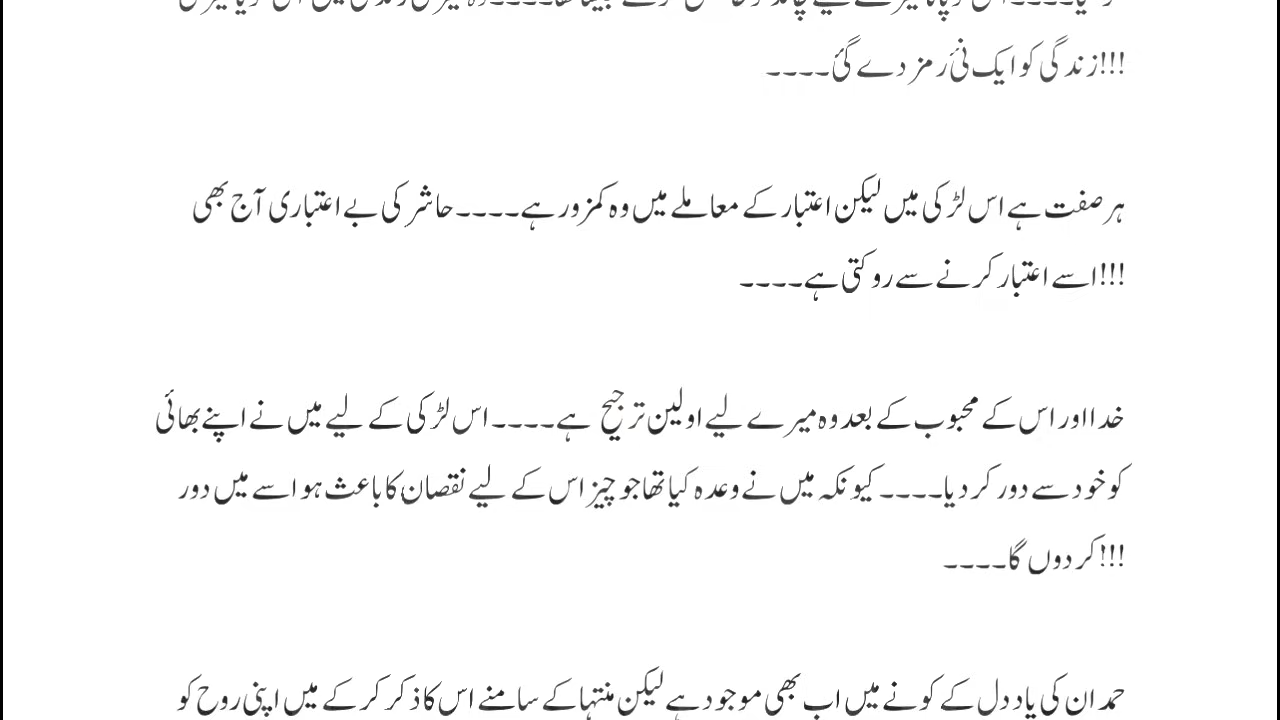 !!!زندگی کو ایک نئ رمز دے گئ۔۔۔۔
ہر صفت ہے اس لڑکی میں لیکن اعتبار کے معاملے میں وہ کمزور ہے۔۔۔۔حاشر کی بے اعتباری آج بھی
!!!اسے اعتبار کرنے سے روکتی ہے۔۔۔۔
خدا اور اس کے محبوب کے بعد وہ میرے لیے اولین ترجیح ہے۔۔۔۔اس لڑکی کے لیے میں نے اپنے بھائی
کو خود سے دور کر دیا۔۔۔۔کیونکہ میں نے وعدہ کیا تھا جو چیز اس کے لیے نقصان کا باعث ہو اسے میں دور
!!!کر دوں گا۔۔۔۔
حمدان کی یاد دل کے کونے میں اب بھی موجود ہے لیکن منتہا کے سامنے اس کا ذکر کر کے میں اپنی روح کو